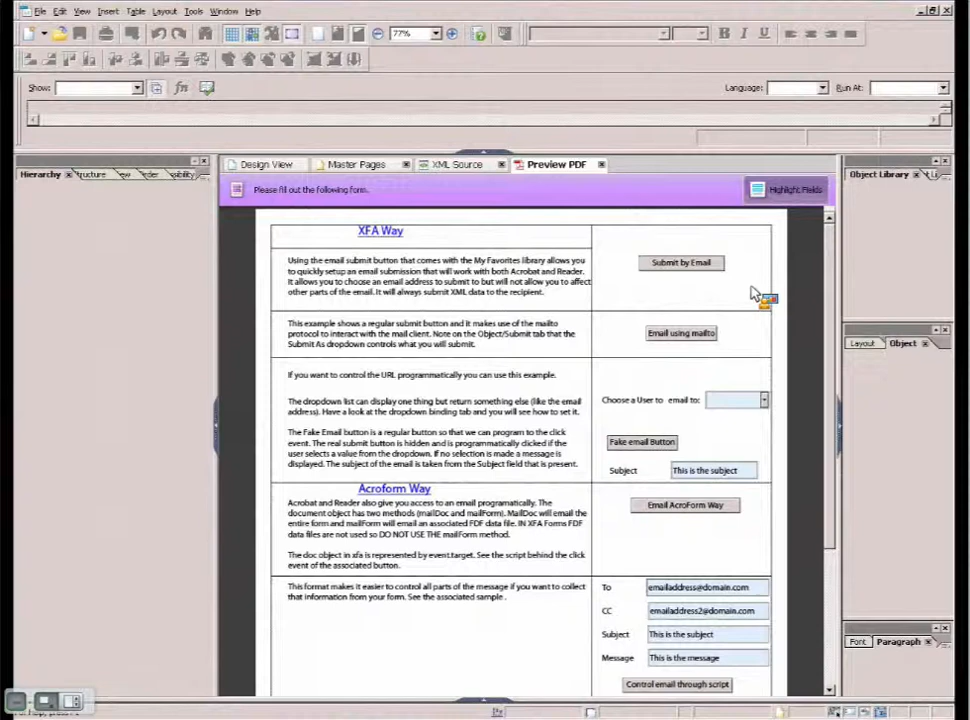 File Edit View Insert Table Layout Tools Window Help
77%
B I U
Show:
Language:
Run At:
Hierarchy
Design View Master Pages XML Source Preview PDF
Object Library
Please fill out the following form.
Highlight Fields
XFA Way
Using the email submit button that comes with the My Favorites library allows you
to quickly setup an email submission that will work with both Acrobat and Reader.
It allows you to choose an email address to submit to but will not allow you to affect
other parts of the email. It will always submit XML data to the recipient.
Submit by Email
This example shows a regular submit button and it makes use of the mailto
protocol to interact with the mail client. Note on the Object/Submit tab that the
Submit As dropdown controls what you will submit.
Email using mailto
If you want to control the URL programmatically you can use this example.
The dropdown list can display one thing but return something else (like the email
address). Have a look at the dropdown binding tab and you will see how to set it.
The Fake Email button is a regular button so that we can program to the click
event. The real submit button is hidden and is programmatically clicked if the
user selects a value from the dropdown. If no selection is made a message is
displayed. The subject of the email is taken from the Subject field that is present.
Choose a User to email to:
Fake email Button
Subject This is the subject
Acroform Way
Acrobat and Reader also give you access to an email programatically. The
document object has two methods (mailDoc and mailForm). MailDoc will email the
entire form and mailForm will email an associated FDF data file. IN XFA Forms FDF
data files are not used so DO NOT USE THE mailForm method.
The doc object in xfa is represented by event.target. See the script behind the click
event of the associated button.
Email AcroForm Way
This format makes it easier to control all parts of the message if you want to collect
that information from your form. See the associated sample .
To emailaddress@domain.com
CC emailaddress2@domain.com
Subject This is the subject
Message This is the message
Control email through script
Layout Object
Font Paragraph